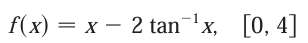 f(x) = x − 2 tan⁻¹x, [0, 4]